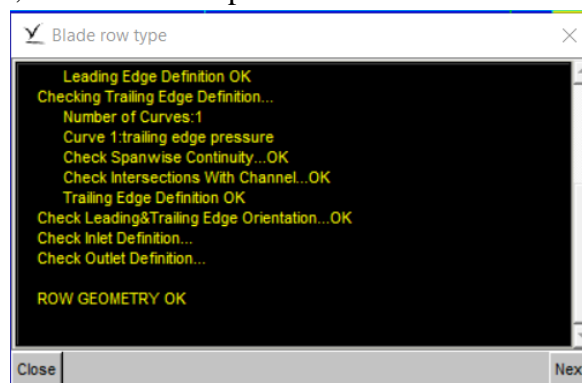 Blade row type
Leading Edge Definition OK
Checking Trailing Edge Definition...
Number of Curves:1
Curve 1:trailing edge pressure
Check Spanwise Continuity...OK
Check Intersections With Channel...OK
Trailing Edge Definition OK
Check Leading&Trailing Edge Orientation...OK
Check Inlet Definition...
Check Outlet Definition...
ROW GEOMETRY OK
Close
Nex